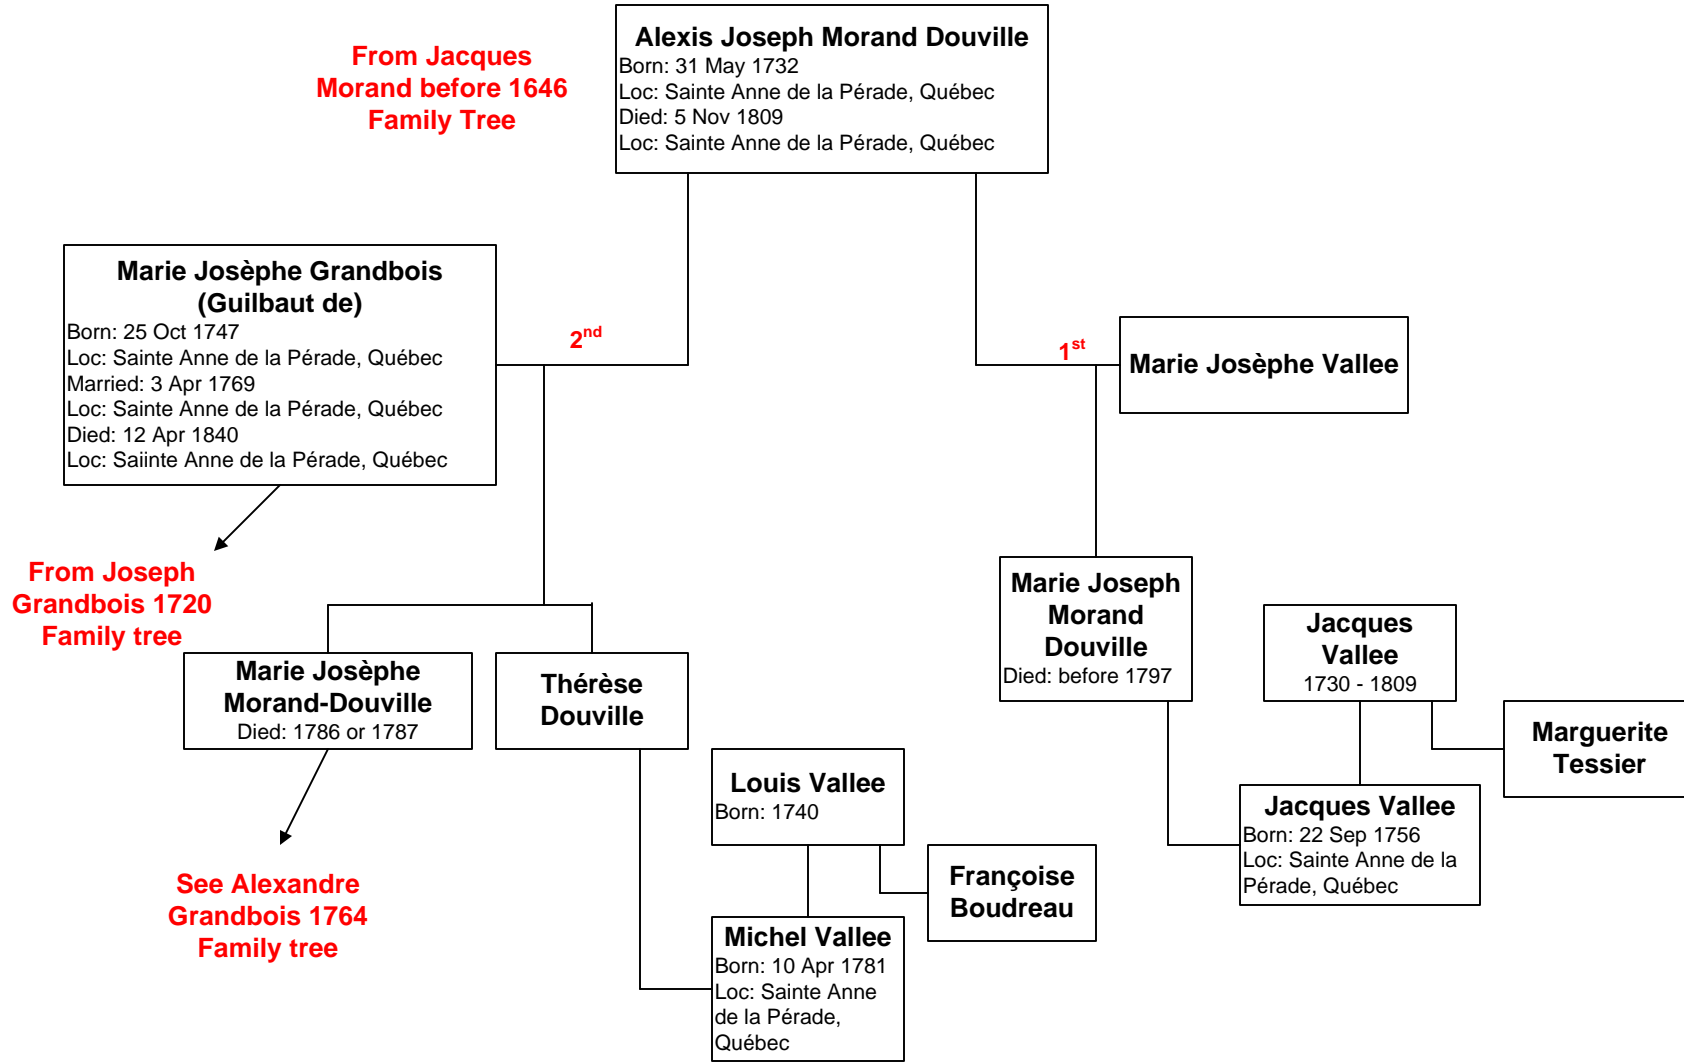 Alexis Joseph Morand Douville
Born: 31 May 1732
Loc: Sainte Anne de la Pérade, Québec
Died: 5 Nov 1809
Loc: Sainte Anne de la Pérade, Québec
From Jacques
Morand before 1646
Family Tree
Marie Josèphe Grandbois
(Guilbaut de)
Born: 25 Oct 1747
Loc: Sainte Anne de la Pérade, Québec
Married: 3 Apr 1769
Loc: Sainte Anne de la Pérade, Québec
Died: 12 Apr 1840
Loc: Saiinte Anne de la Pérade, Québec
2nd
1st
Marie Josèphe Vallee
From Joseph
Grandbois 1720
Family tree
Marie Josèphe
Morand-Douville
Died: 1786 or 1787
Thérèse
Douville
Marie Joseph
Morand
Douville
Died: before 1797
Jacques
Vallee
1730 - 1809
Marguerite
Tessier
Louis Vallee
Born: 1740
Jacques Vallee
Born: 22 Sep 1756
Loc: Sainte Anne de la
Pérade, Québec
Françoise
Boudreau
See Alexandre
Grandbois 1764
Family tree
Michel Vallee
Born: 10 Apr 1781
Loc: Sainte Anne
de la Pérade,
Québec